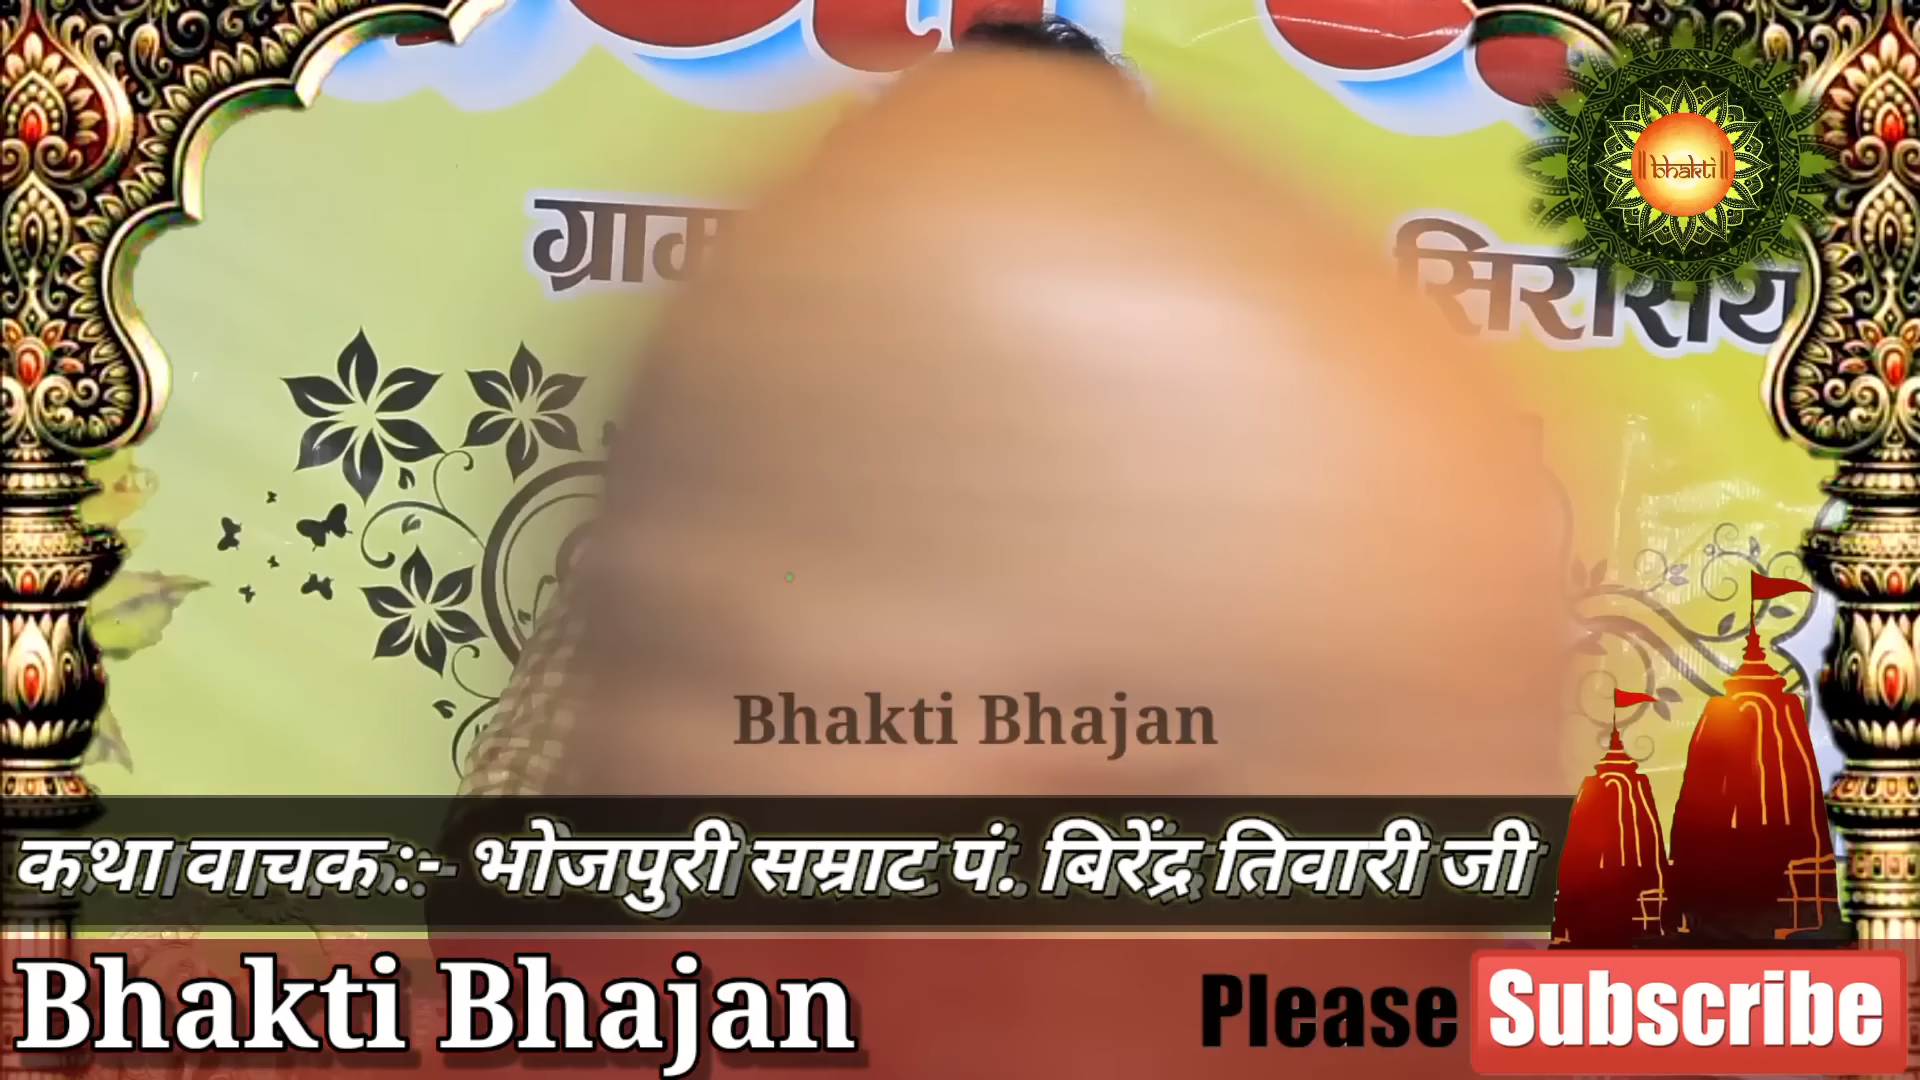 || bhakti ||
ग्राम
Bhakti Bhajan
कथा वाचक:- भोजपुरी सम्राट पं. बिरेंद्र तिवारी जी
Bhakti Bhajan
Please Subscribe